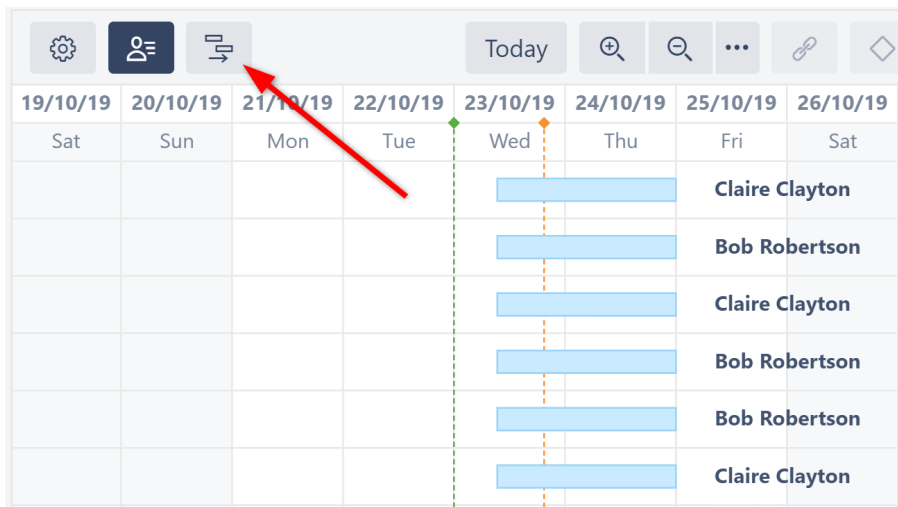 Today
19/10/19 20/10/19 21/10/19 22/10/19 23/10/19 24/10/19 25/10/19 26/10/19
Sat Sun Mon Tue Wed Thu Fri Sat
Claire Clayton
Bob Robertson
Claire Clayton
Bob Robertson
Bob Robertson
Claire Clayton